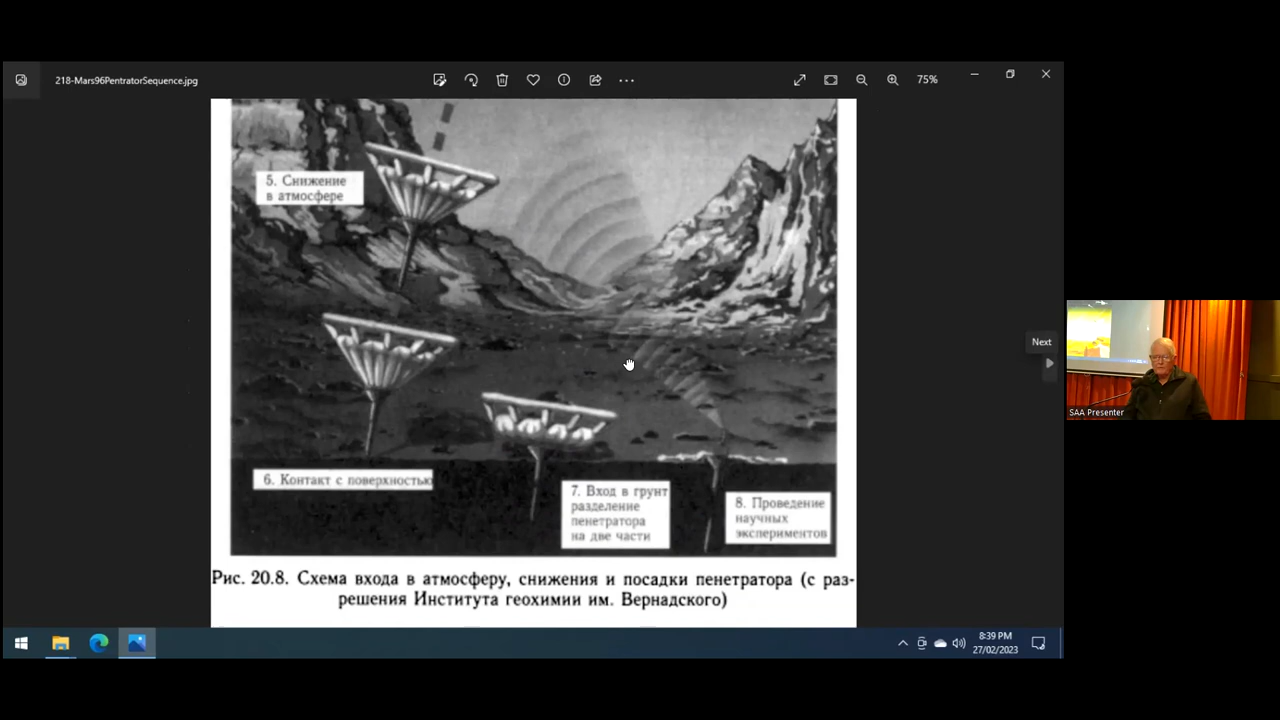 218-Mars96PentratorSequence.jpg
75%
5. Снижение
в атмосфере
Next
SAA Presenter
6. Контакт с поверхностью
7. Вход в грунт
разделение
пенетратора
на две части
8. Проведение
научных
экспериментов
Рис. 20.8. Схема входа в атмосферу, снижения и посадки пенетратора (с раз-
решения Института геохимии им. Вернадского)
8:39 PM
27/02/2023